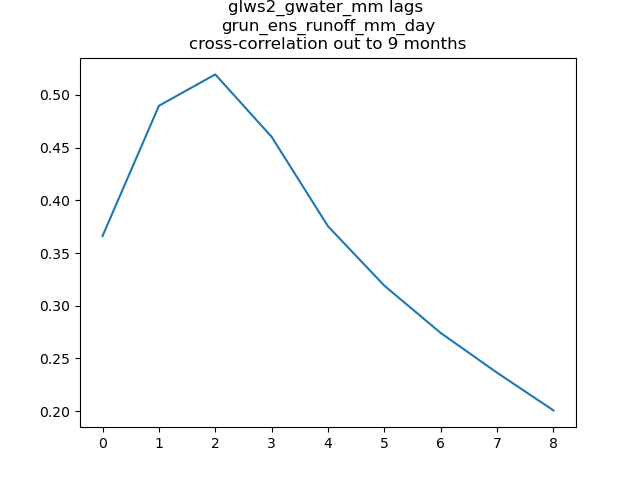 glws2_gwater_mm lags
grun_ens_runoff_mm_day
cross-correlation out to 9 months
0.50
0.45
0.40
0.35
0.30
0.25
0.20
0 1 2 3 4 5 6 7 8